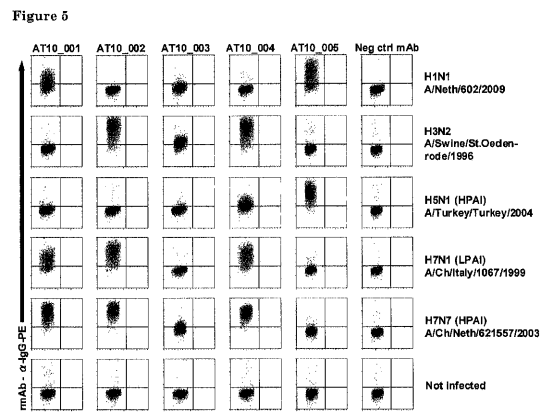 Figure 5
AT10_001 AT10_002 AT10_003 AT10_004 AT10_005 Neg ctrl mAb
H1N1
A/Neth/602/2009
H3N2
A/Swine/St.Oeden-
rode/1996
H5N1 (HPAI)
A/Turkey/Turkey/2004
H7N1 (LPAI)
A/Ch/Italy/1067/1999
H7N7 (HPAI)
A/Ch/Neth/621557/2003
Not infected
rmAb - α-IgG-PE